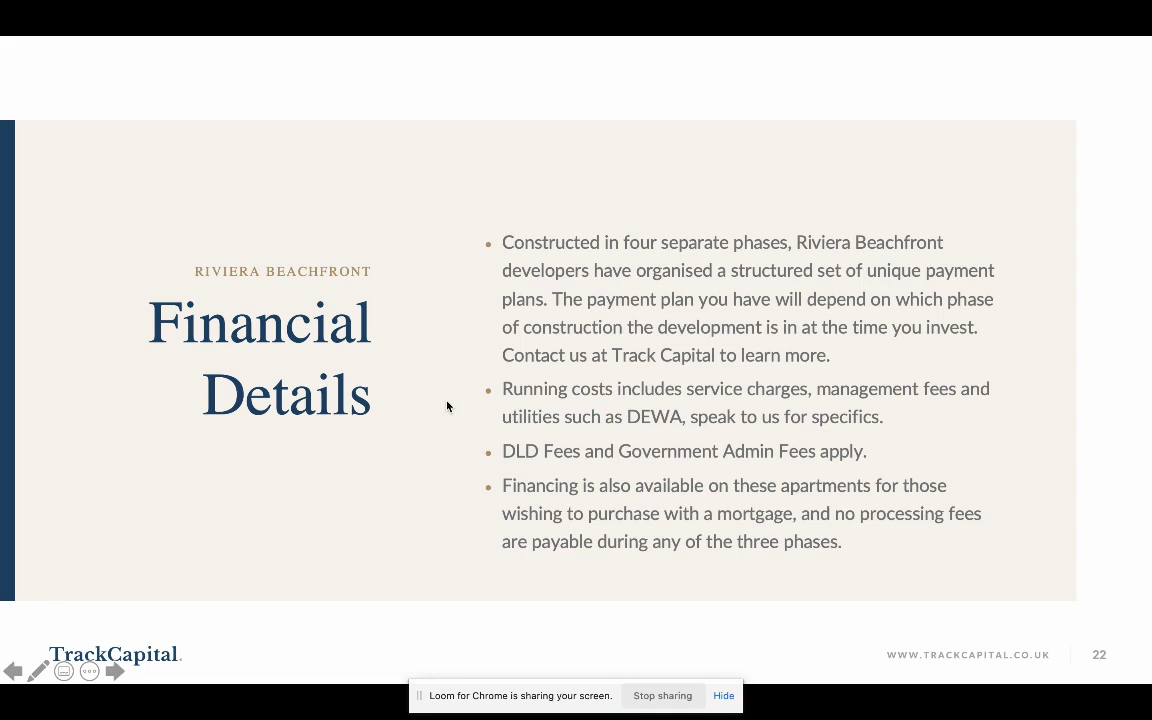 RIVIERA BEACHFRONT
Financial
Details
• Constructed in four separate phases, Riviera Beachfront
developers have organised a structured set of unique payment
plans. The payment plan you have will depend on which phase
of construction the development is in at the time you invest.
Contact us at Track Capital to learn more.
• Running costs includes service charges, management fees and
utilities such as DEWA, speak to us for specifics.
• DLD Fees and Government Admin Fees apply.
• Financing is also available on these apartments for those
wishing to purchase with a mortgage, and no processing fees
are payable during any of the three phases.
TrackCapital.
WWW.TRACKCAPITAL.CO.UK
22
Loom for Chrome is sharing your screen.
Stop sharing
Hide